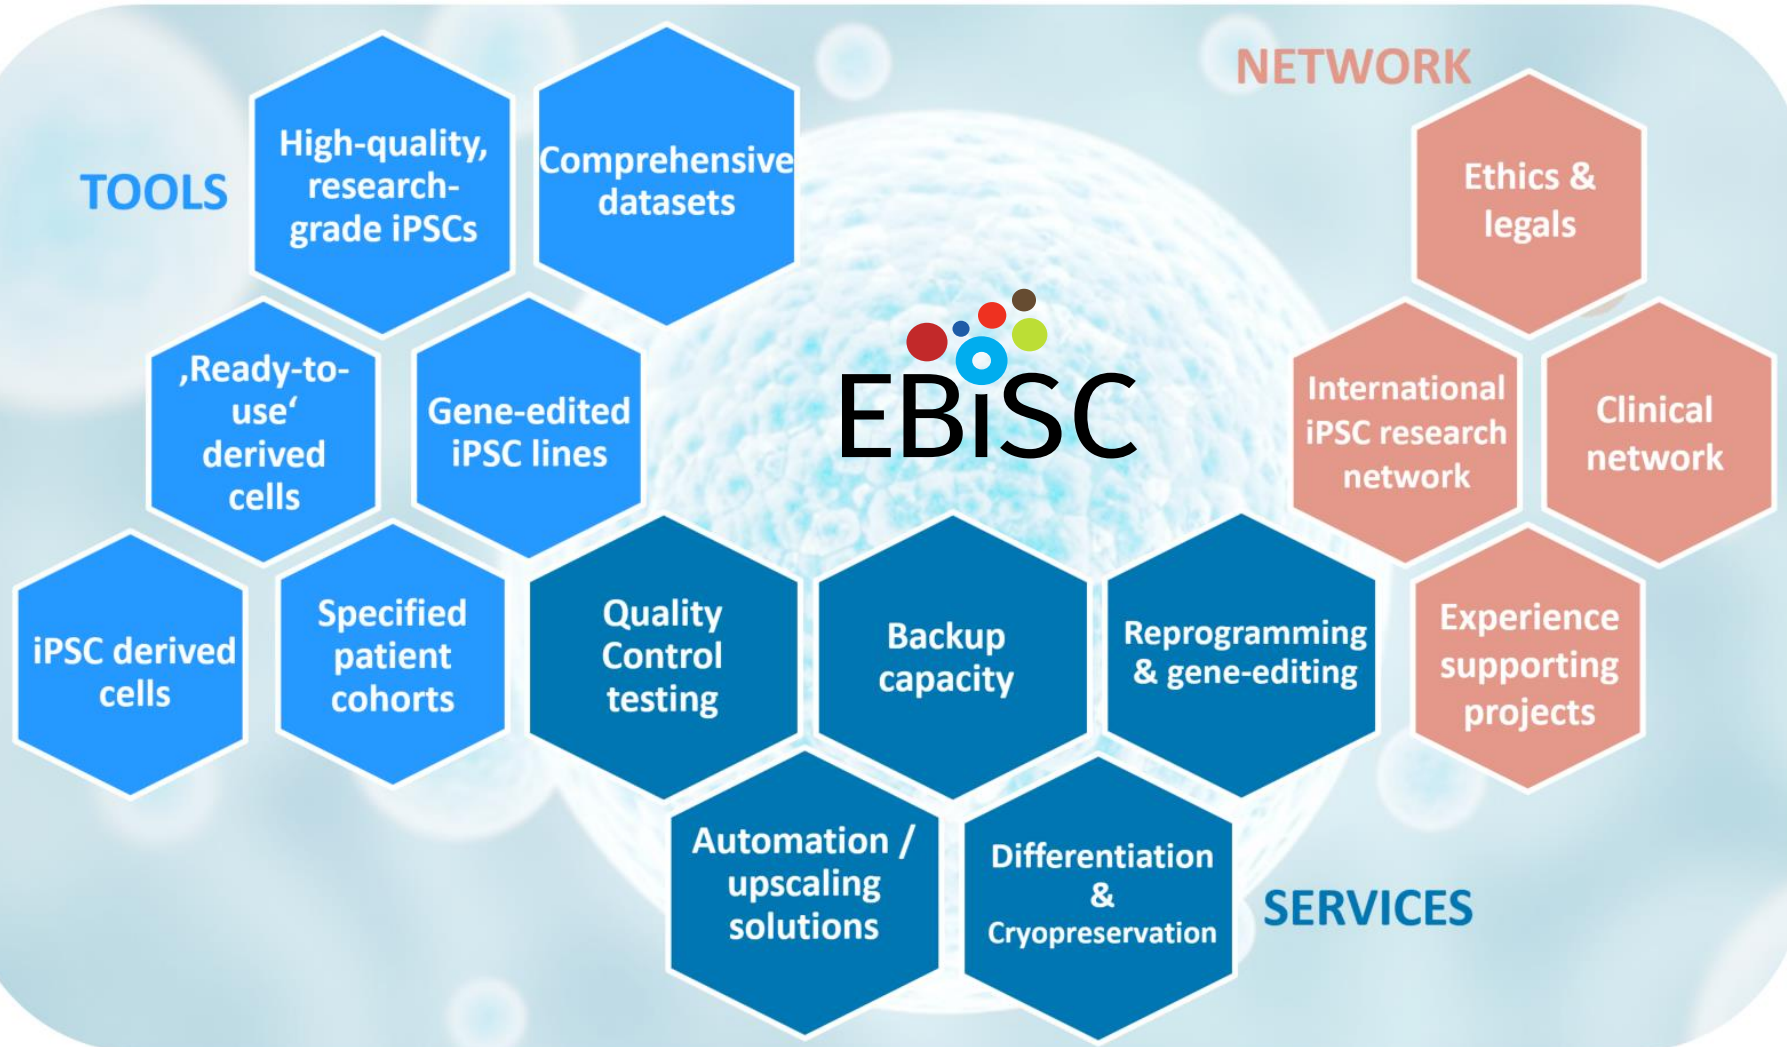 TOOLS
High-quality,
research-
grade iPSCs
Comprehensive
datasets
‚Ready-to-
use‘
derived
cells
Gene-edited
iPSC lines
iPSC derived
cells
Specified
patient
cohorts
EBiSC
NETWORK
Ethics &
legals
International
iPSC research
network
Clinical
network
Experience
supporting
projects
Quality
Control
testing
Backup
capacity
Reprogramming
& gene-editing
Automation /
upscaling
solutions
Differentiation
&
Cryopreservation
SERVICES